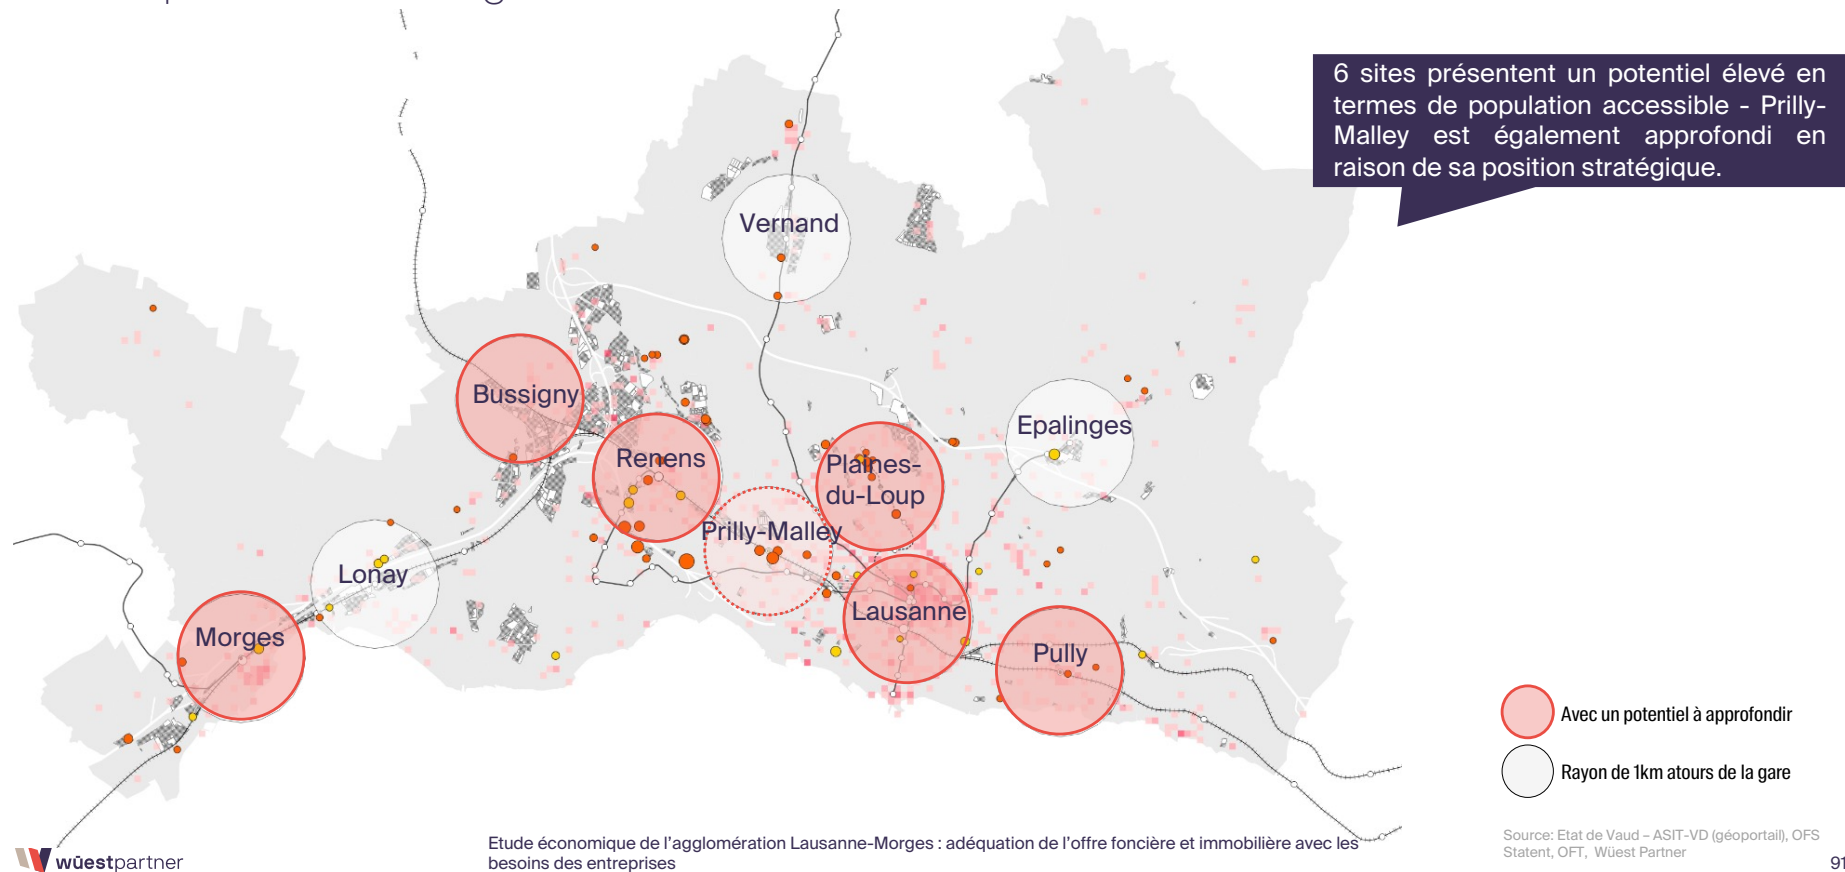 6 sites présentent un potentiel élevé en
termes de population accessible - Prilly-
Malley est également approfondi en
raison de sa position stratégique.
Vernand
Bussigny
Epalinges
Renens
Plaines-
du-Loup
Prilly-Malley
Lonay
Lausanne
Morges
Pully
Avec un potentiel à approfondir
Rayon de 1km atours de la gare
Source: Etat de Vaud – ASIT-VD (géoportail), OFS
Statent, OFT, Wüest Partner
Etude économique de l'agglomération Lausanne-Morges : adéquation de l'offre foncière et immobilière avec les
besoins des entreprises
wüestpartner
91